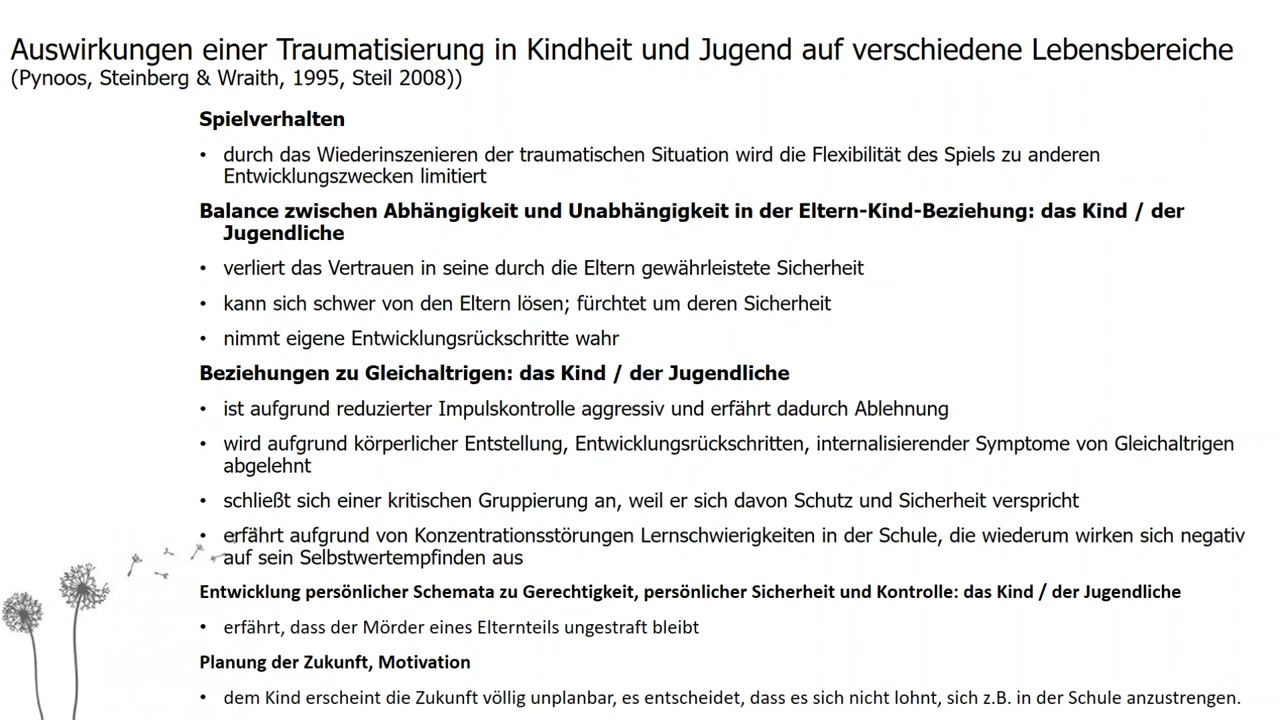 Auswirkungen einer Traumatisierung in Kindheit und Jugend auf verschiedene Lebensbereiche
(Pynoos, Steinberg & Wraith, 1995, Steil 2008))
Spielverhalten
• durch das Wiederinszenieren der traumatischen Situation wird die Flexibilität des Spiels zu anderen
Entwicklungszwecken limitiert
Balance zwischen Abhängigkeit und Unabhängigkeit in der Eltern-Kind-Beziehung: das Kind / der
Jugendliche
• verliert das Vertrauen in seine durch die Eltern gewährleistete Sicherheit
• kann sich schwer von den Eltern lösen; fürchtet um deren Sicherheit
• nimmt eigene Entwicklungsrückschritte wahr
Beziehungen zu Gleichaltrigen: das Kind / der Jugendliche
• ist aufgrund reduzierter Impulskontrolle aggressiv und erfährt dadurch Ablehnung
• wird aufgrund körperlicher Entstellung, Entwicklungsrückschritten, internalisierender Symptome von Gleichaltrigen
abgelehnt
• schließt sich einer kritischen Gruppierung an, weil er sich davon Schutz und Sicherheit verspricht
• erfährt aufgrund von Konzentrationsstörungen Lernschwierigkeiten in der Schule, die wiederum wirken sich negativ
auf sein Selbstwertempfinden aus
Entwicklung persönlicher Schemata zu Gerechtigkeit, persönlicher Sicherheit und Kontrolle: das Kind / der Jugendliche
• erfährt, dass der Mörder eines Elternteils ungestraft bleibt
Planung der Zukunft, Motivation
• dem Kind erscheint die Zukunft völlig unplanbar, es entscheidet, dass es sich nicht lohnt, sich z.B. in der Schule anzustrengen.